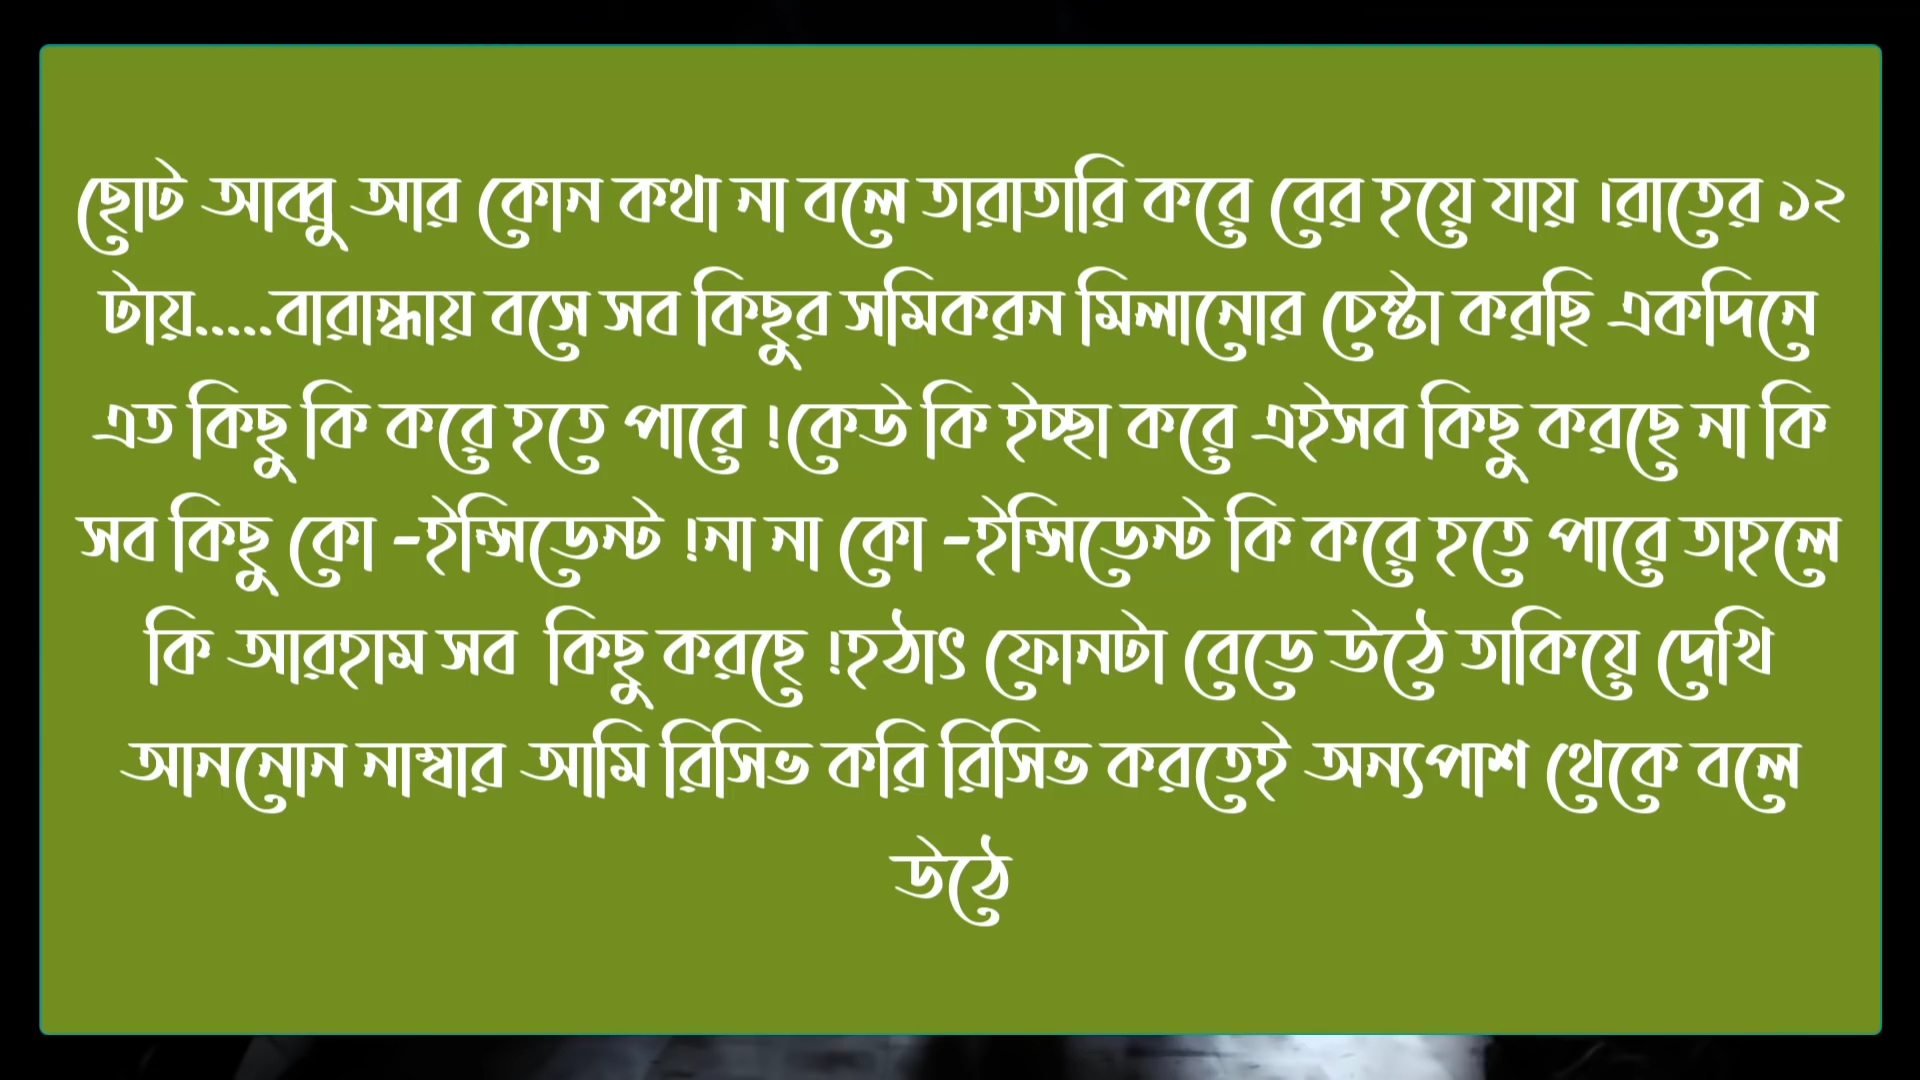 ছোট আব্বু আর কোন কথা না বলে তারাতারি করে বের হয়ে যায় ।রাতের ১২
টায়.....বারান্ধায় বসে সব কিছুর সমিকরন মিলানোর চেস্টা করছি একদিনে
এত কিছু কি করে হতে পারে !কেউ কি ইচ্ছা করে এইসব কিছু করছে না কি
সব কিছু কো -ইন্সিডেন্ট !না না কো -ইন্সিডেন্ট কি করে হতে পারে তাহলে
কি আরহাম সব কিছু করছে !হঠাৎ ফোনটা বেডে উঠে তাকিয়ে দেখি
আননোন নাম্বার আমি রিসিভ করি রিসিভ করতেই অন্যপাশ থেকে বলে
উঠে